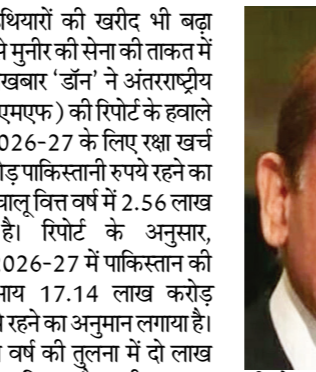 थियारों की खरीद भी बढ़ा
मुनीर की सेना की ताकत में
खबार 'डॉन' ने अंतरराष्ट्रीय
एमएफ) की रिपोर्ट के हवाले
026-27 के लिए रक्षा खर्च
पाकिस्तानी रुपये रहने का
चालू वित्त वर्ष में 2.56 लाख
है। रिपोर्ट के अनुसार,
026-27 में पाकिस्तान की
आय 17.14 लाख करोड़
रहने का अनुमान लगाया है।
वर्ष की तुलना में दो लाख